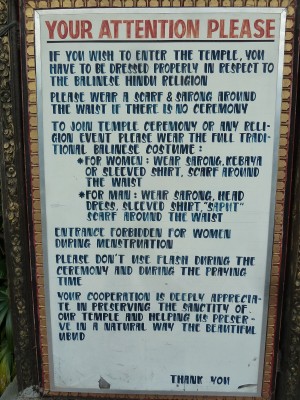 YOUR ATTENTION PLEASE
IF YOU WISH TO ENTER THE TEMPLE, YOU
HAVE TO BE DRESSED PROPERLY IN RESPECT TO
THE BALINESE HINDU RELIGION
PLEASE WEAR A SCARF & SARONG AROUND
THE WAIST IF THERE IS NO CEREMONY
TO JOIN TEMPLE CEREMONY OR ANY RELI-
GION EVENT PLEASE WEAR THE FULL TRADI-
TIONAL BALINESE COSTUME :
*FOR WOMEN : WEAR SARONG, KEBAYA
OR SLEEVED SHIRT, SCARF AROUND
THE WAIST
*FOR MAN : WEAR SARONG, HEAD
DRESS, SLEEVED SHIRT, "SAPUT"
SCARF AROUND THE WAIST
ENTRANCE FORBIDDEN FOR WOMEN
DURING MENSTRUATION
PLEASE DON'T USE FLASH DURING THE
CEREMONY AND DURING THE PRAYING
TIME
YOUR COOPERATION IS DEEPLY APPRECIA-
TE IN PRESERVING THE SANCTITY OF
OUR TEMPLE AND HELPING US PRESER-
VE IN A NATURAL WAY THE BEAUTIFUL
UBUD
THANK YOU